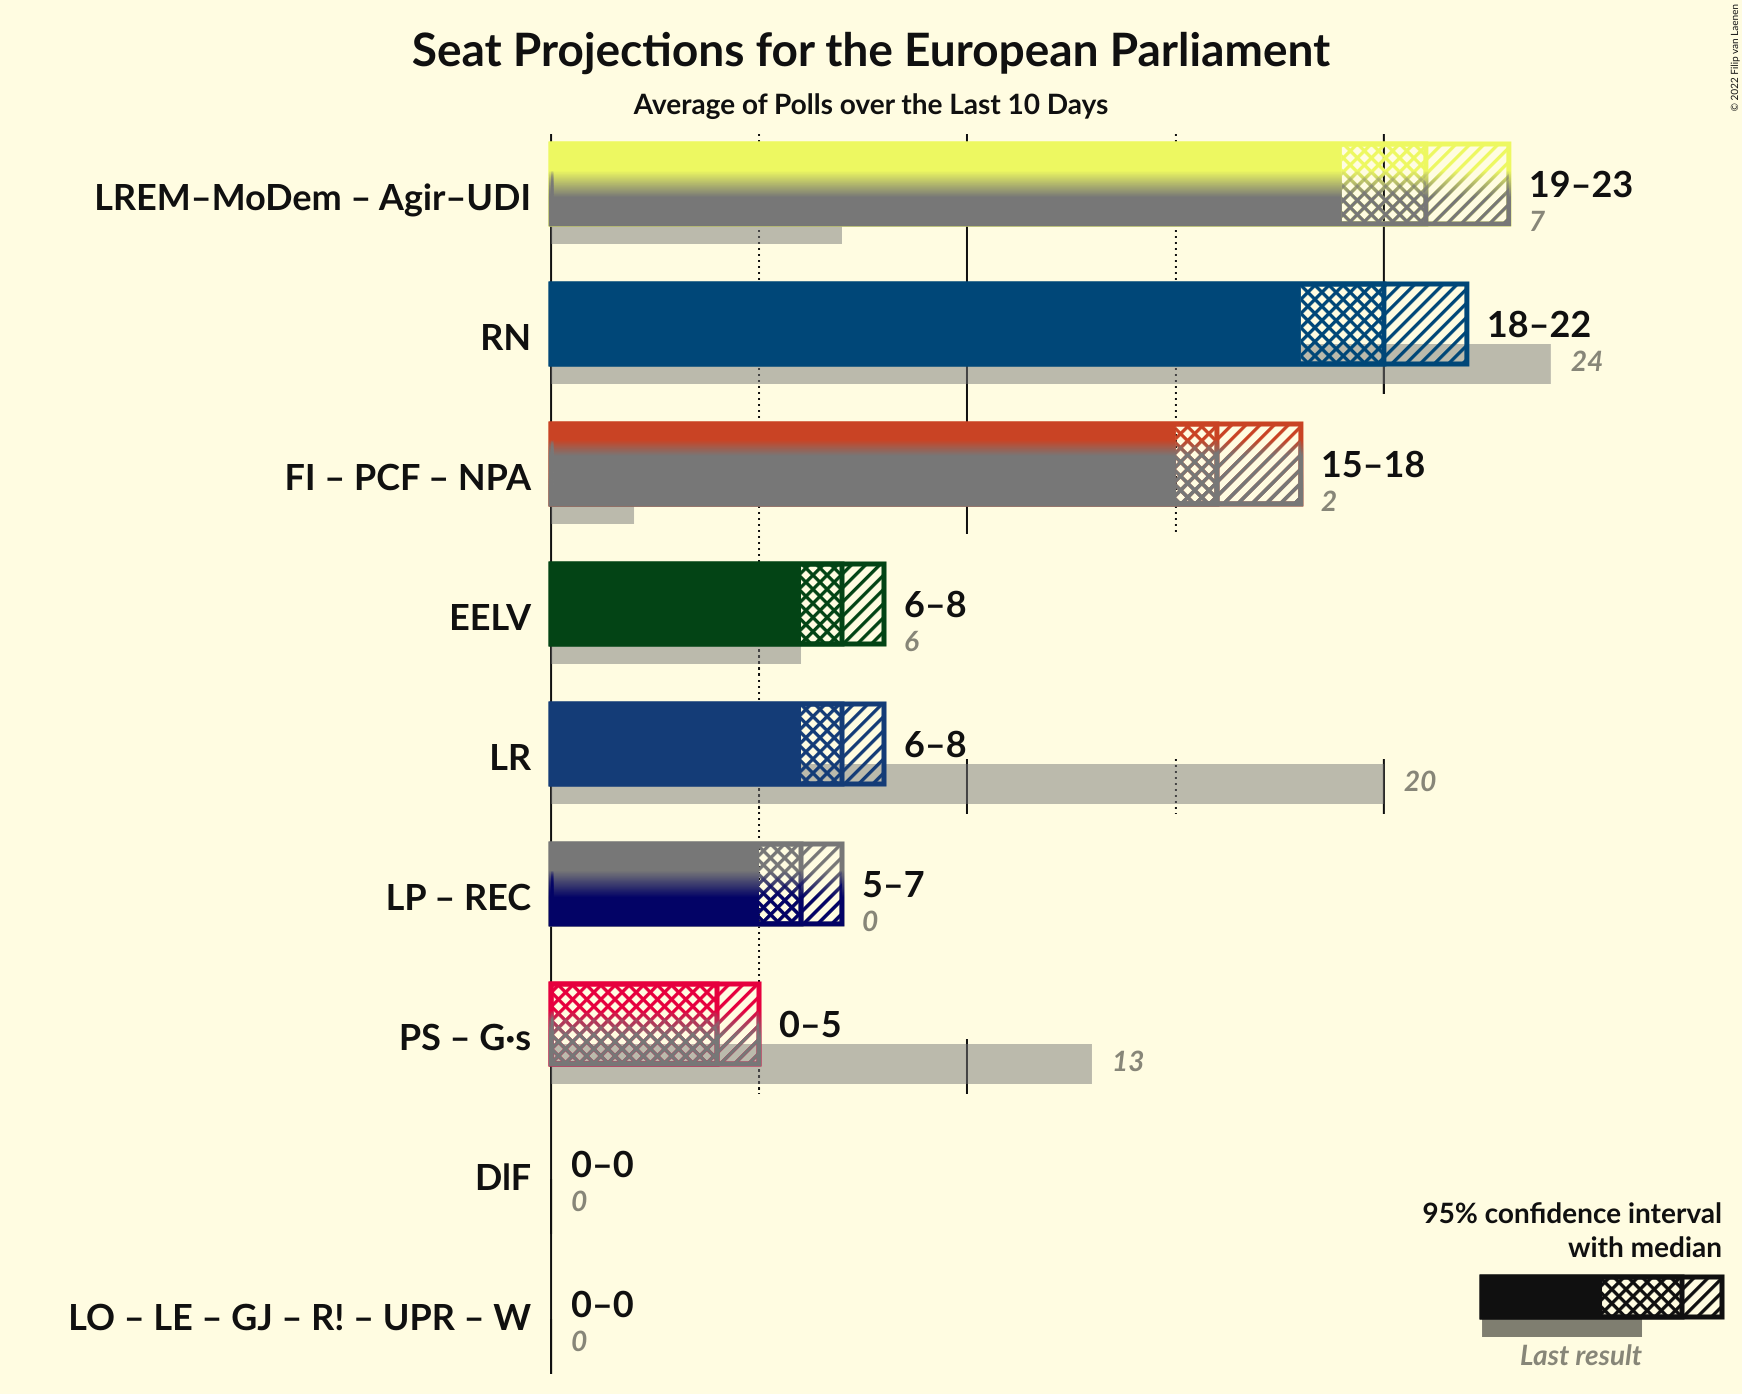 Seat Projections for the European Parliament
Average of Polls over the Last 10 Days
© 2022 Filip van Laenen
LREM–MoDem – Agir–UDI
19–23
7
RN
18–22
24
FI – PCF – NPA
15–18
2
EELV
6–8
6
LR
6–8
20
LP – REC
5–7
0
PS – G·s
0–5
13
DlF
0–0
0
LO – LE – GJ – R! – UPR – W
0–0
0
95% confidence interval
with median
Last result